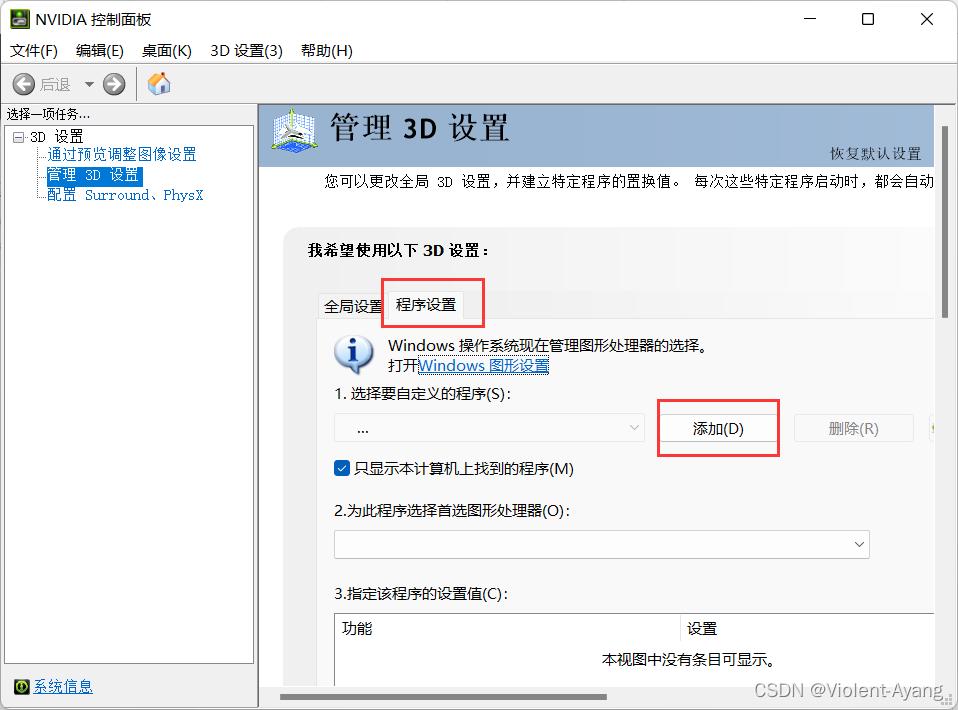 NVIDIA 控制面板
文件(F) 编辑(E) 桌面(K) 3D 设置(3) 帮助(H)
后退
选择一项任务...
3D 设置
通过预览调整图像设置
管理 3D 设置
配置 Surround、PhysX
系统信息
管理 3D 设置
恢复默认设置
您可以更改全局 3D 设置，并建立特定程序的置换值。 每次这些特定程序启动时，都会自动
我希望使用以下 3D 设置：
全局设置 程序设置
Windows 操作系统现在管理图形处理器的选择。
打开Windows 图形设置
1. 选择要自定义的程序(S)：
... 添加(D) 删除(R)
只显示本计算机上找到的程序(M)
2.为此程序选择首选图形处理器(O)：
3.指定该程序的设置值(C)：
功能 设置
本视图中没有条目可显示。
CSDN @Violent-Ayang